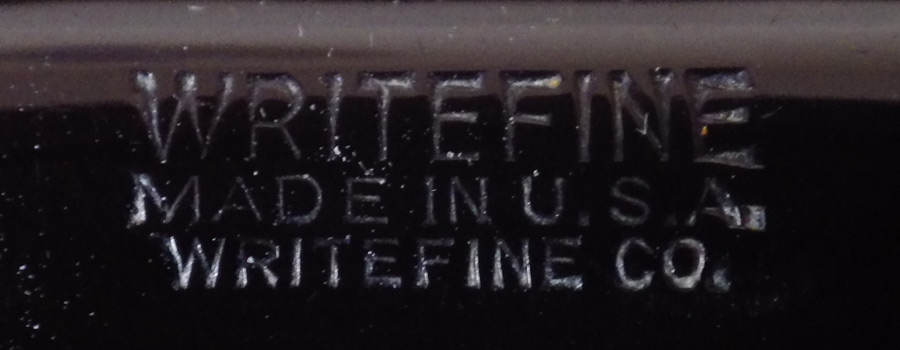 WRITEFINE
MADE IN U.S.A.
WRITEFINE CO.